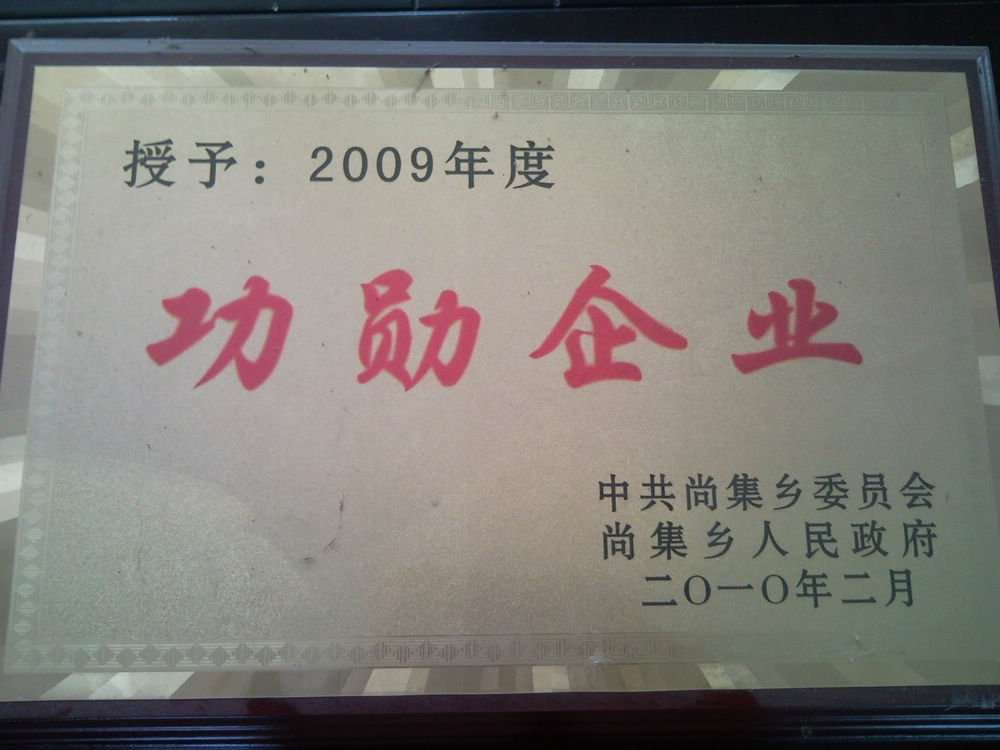 授予：2009年度
功勋企业
中共尚集乡委员会
尚集乡人民政府
二〇一〇年二月